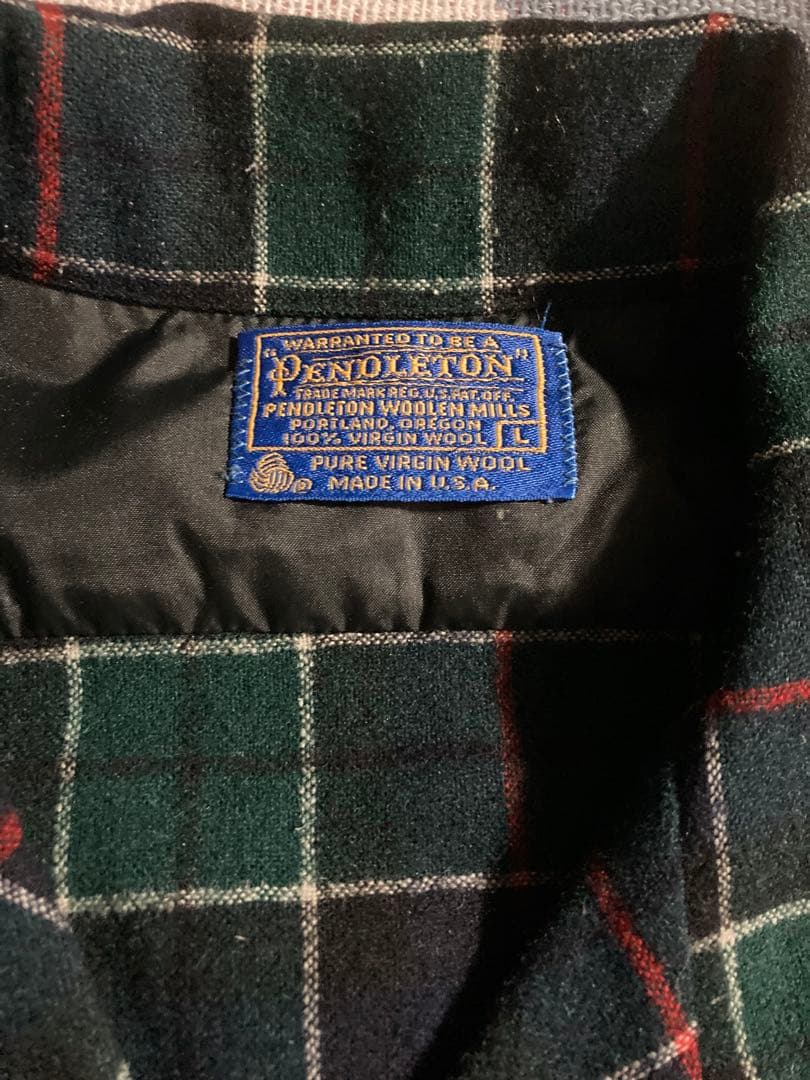 WARRANTED TO BE A
"PENDLETON"
TRADE MARK REG. U.S. PAT. OFF.
PENDLETON WOOLEN MILLS
PORTLAND, OREGON
100% VIRGIN WOOL L
PURE VIRGIN WOOL
MADE IN U.S.A.